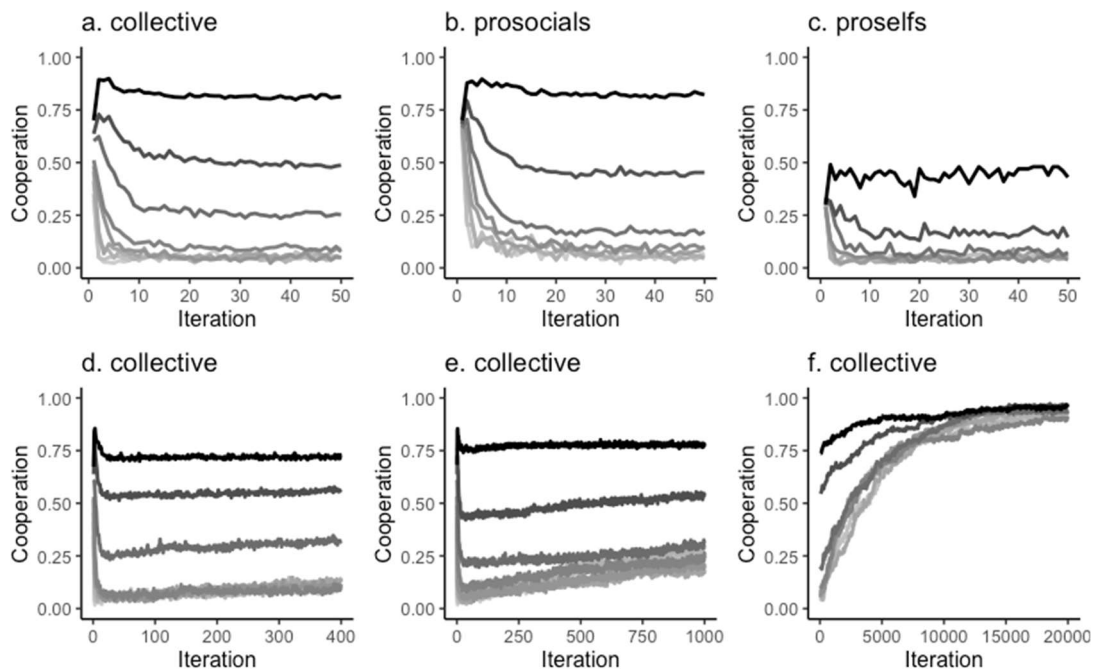 a. collective
b. prosocials
c. proselfs
1.00
0.75
0.50
0.25
0.00
Cooperation
0 10 20 30 40 50
Iteration
1.00
0.75
0.50
0.25
0.00
Cooperation
0 10 20 30 40 50
Iteration
1.00
0.75
0.50
0.25
0.00
Cooperation
0 10 20 30 40 50
Iteration
d. collective
e. collective
f. collective
1.00
0.75
0.50
0.25
0.00
Cooperation
0 100 200 300 400
Iteration
1.00
0.75
0.50
0.25
0.00
Cooperation
0 250 500 750 1000
Iteration
1.00
0.75
0.50
0.25
0.00
Cooperation
0 5000 10000 15000 20000
Iteration